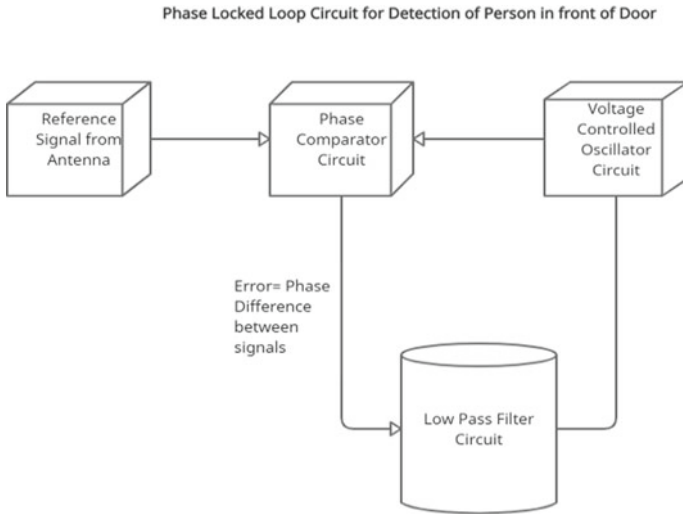 Phase Locked Loop Circuit for Detection of Person in front of Door
Reference
Signal from
Antenna
Phase
Comparator
Circuit
Voltage
Controlled
Oscillator
Circuit
Error= Phase
Difference
between
signals
Low Pass Filter
Circuit